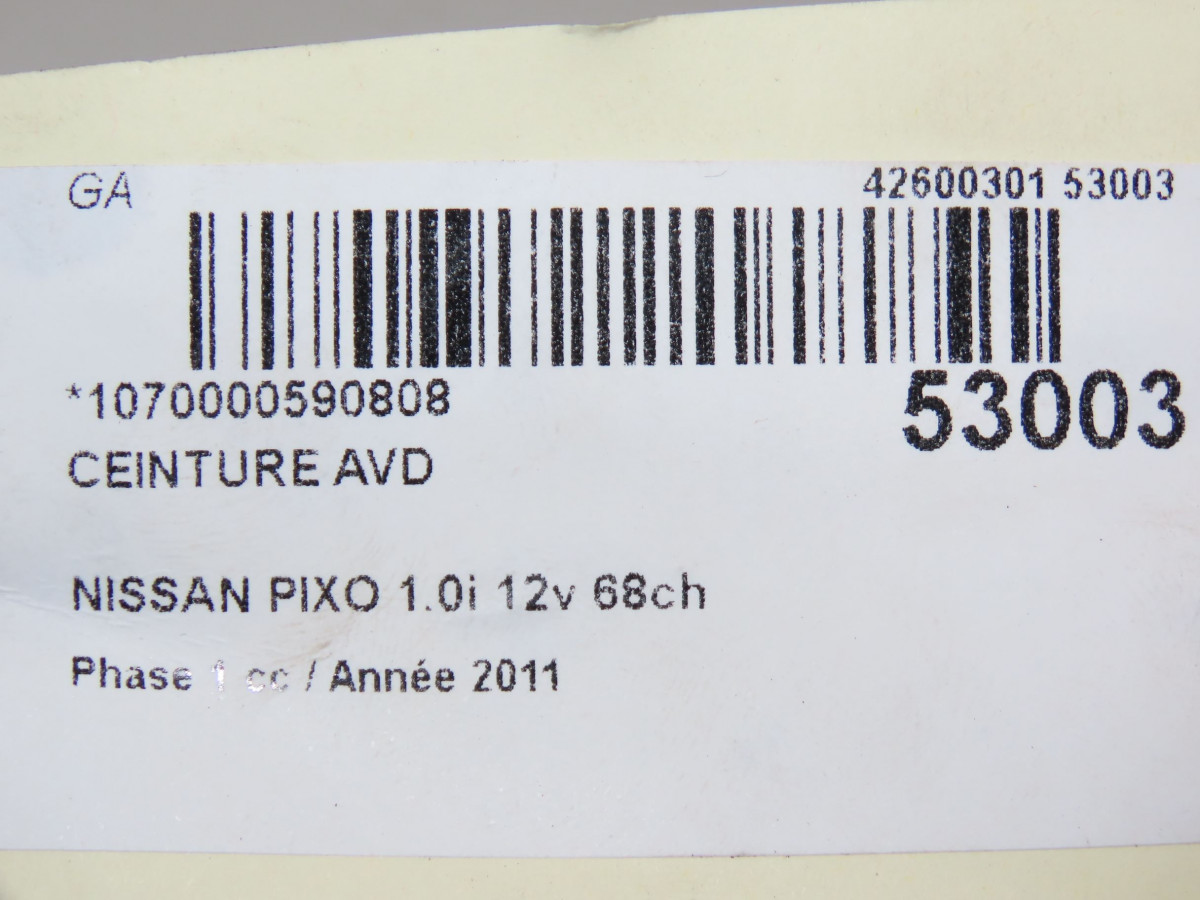 GA
42600301 53003
*1070000590808
53003
CEINTURE AVD
NISSAN PIXO 1.0i 12v 68ch
Phase 1 cc / Année 2011